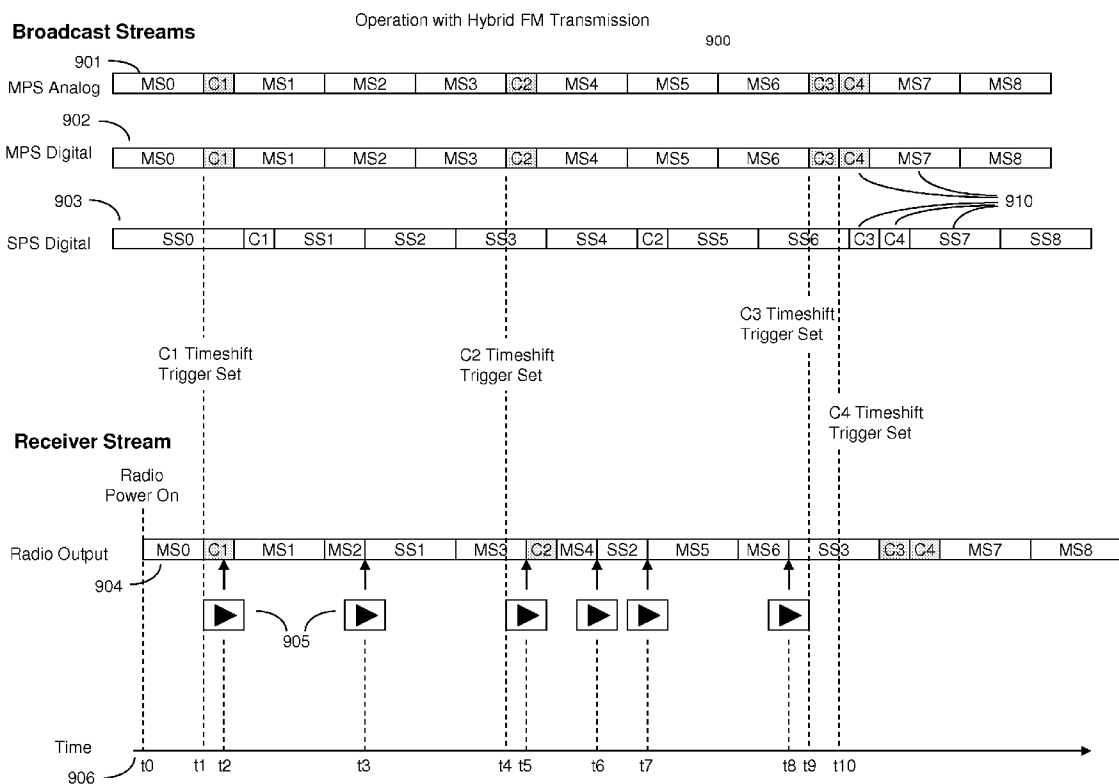 Operation with Hybrid FM Transmission
Broadcast Streams
900
901
MPS Analog MS0 C1 MS1 MS2 MS3 C2 MS4 MS5 MS6 C3 C4 MS7 MS8
902
MPS Digital MS0 C1 MS1 MS2 MS3 C2 MS4 MS5 MS6 C3 C4 MS7 MS8
903
910
SPS Digital SS0 C1 SS1 SS2 SS3 SS4 C2 SS5 SS6 C3 C4 SS7 SS8
C3 Timeshift
Trigger Set
C1 Timeshift
Trigger Set
C2 Timeshift
Trigger Set
C4 Timeshift
Trigger Set
Receiver Stream
Radio
Power On
Radio Output MS0 C1 MS1 MS2 SS1 MS3 C2 MS4 SS2 MS5 MS6 SS3 C3 C4 MS7 MS8
904
905
Time
906
t0 t1 t2 t3 t4 t5 t6 t7 t8 t9 t10